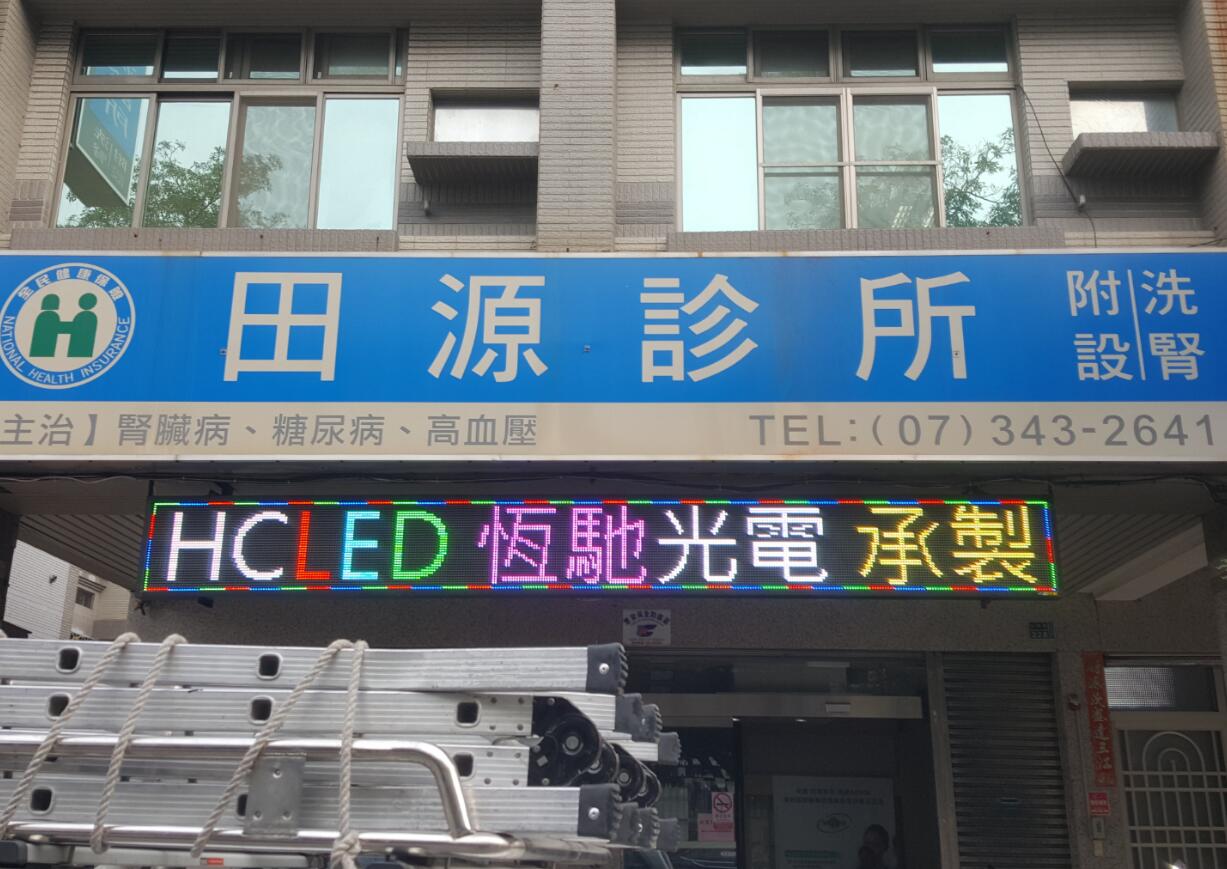 全民健康保險
NATIONAL HEALTH INSURANCE
田源診所
附設
洗腎
主治】腎臟病、糖尿病、高血壓
TEL:(07)343-2641
HCLED 恆馳光電 承製